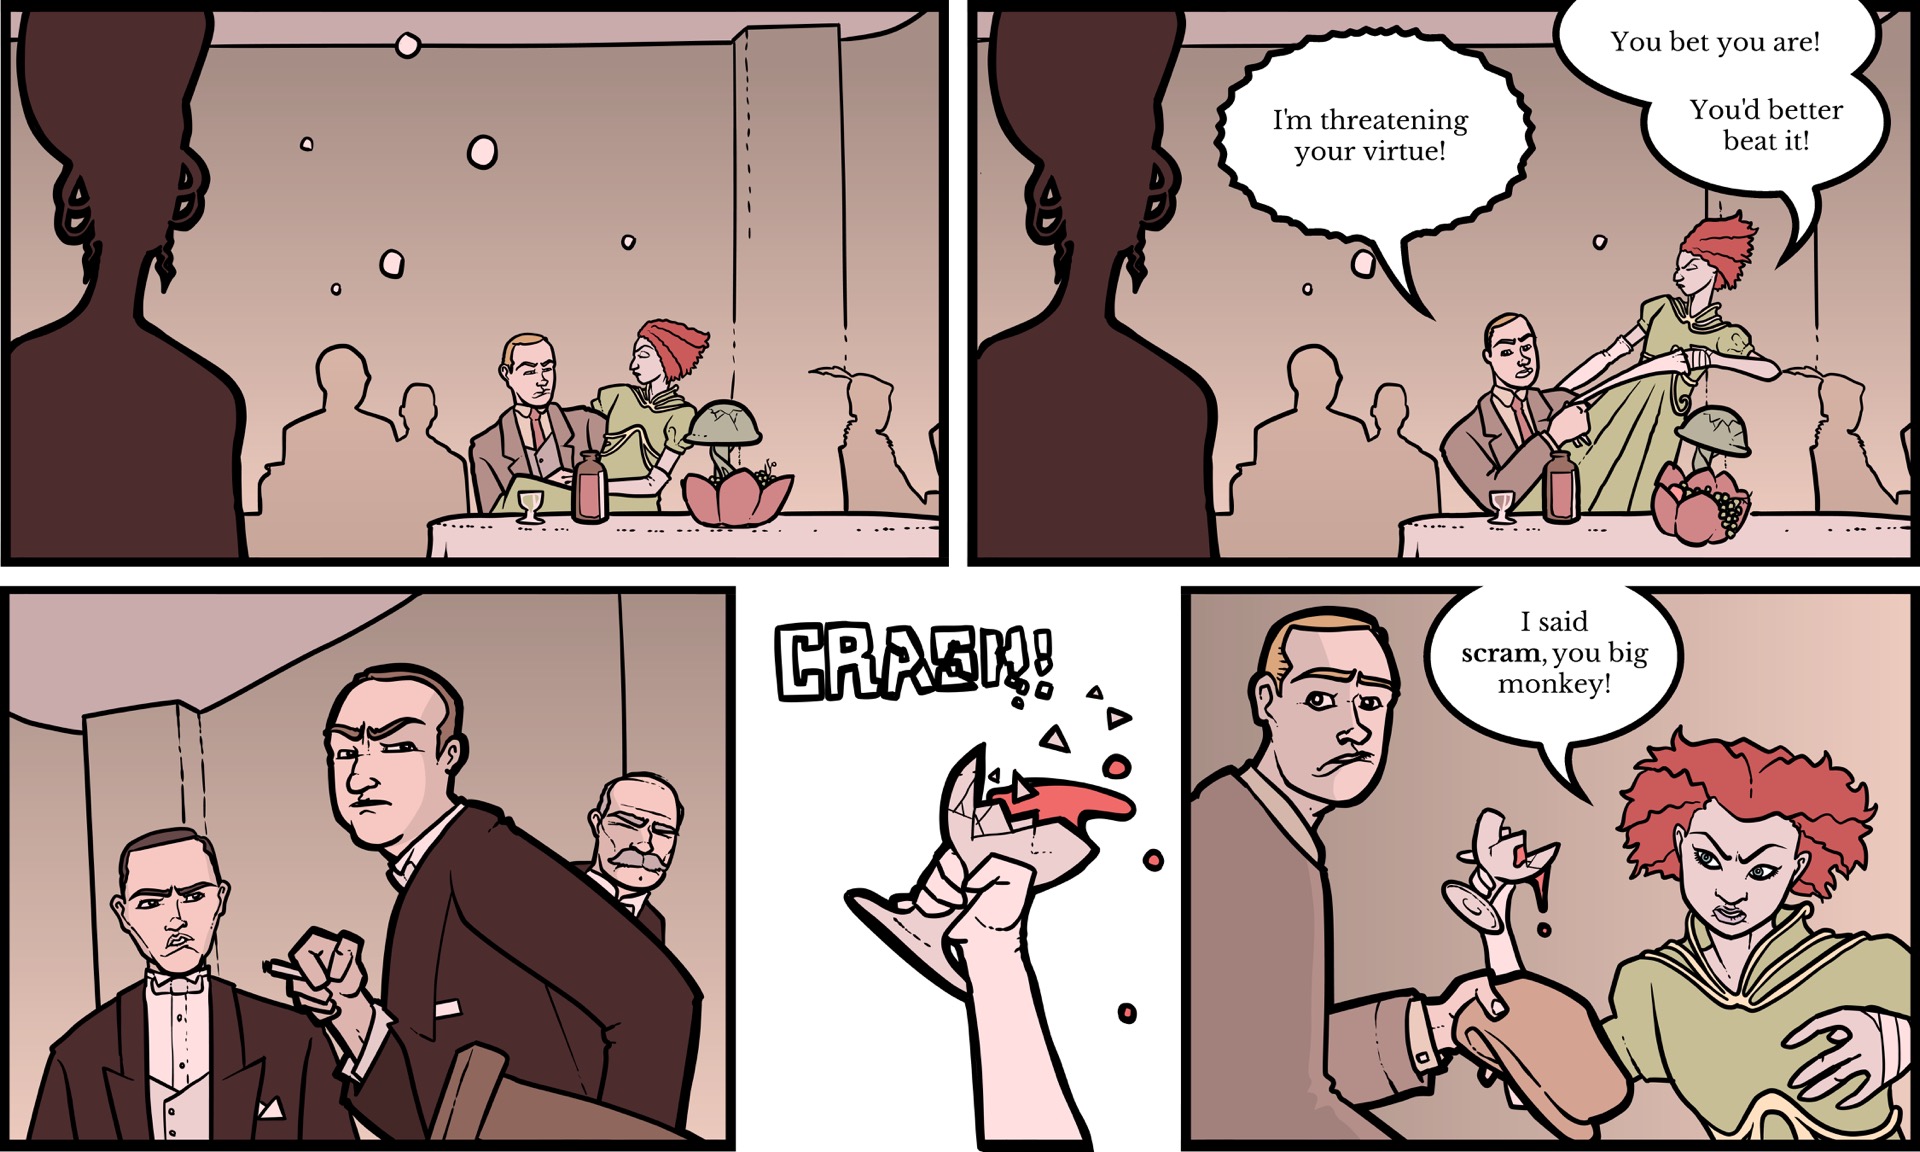 I'm threatening
your virtue!
You bet you are!
You'd better
beat it!
CRASH!
I said
scram, you big
monkey!